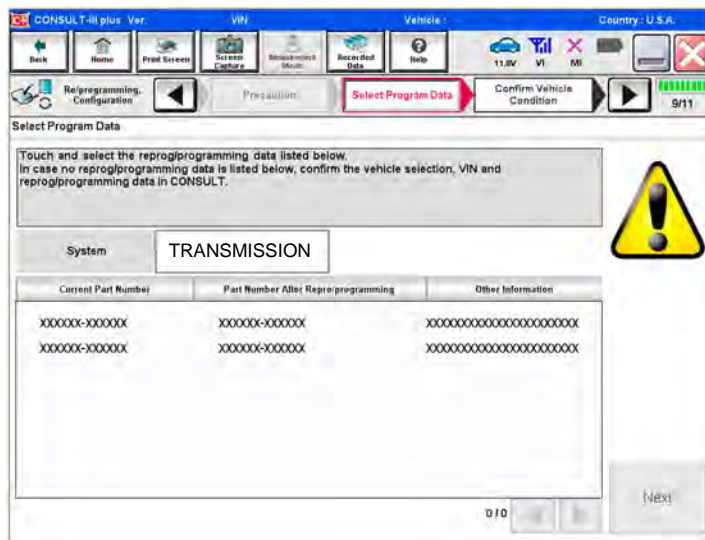 CONSULT-III plus Ver. VIN Vehicle : Country : U.S.A.
Back Home Print Screen Screen Capture Measurement Mode Recorded Data Help 11.8V VI MI
Re/programming, Configuration Precaution Select Program Data Confirm Vehicle Condition 9/11
Select Program Data
Touch and select the reprog/programming data listed below.
In case no reprog/programming data is listed below, confirm the vehicle selection, VIN and
reprog/programming data in CONSULT.
System TRANSMISSION
Current Part Number Part Number After Repro/programming Other Information
XXXXXX-XXXXXX XXXXXX-XXXXXX XXXXXXXXXXXXXXXXXXXXXXX
XXXXXX-XXXXXX XXXXXX-XXXXXX XXXXXXXXXXXXXXXXXXXXXXX
0/0
Next